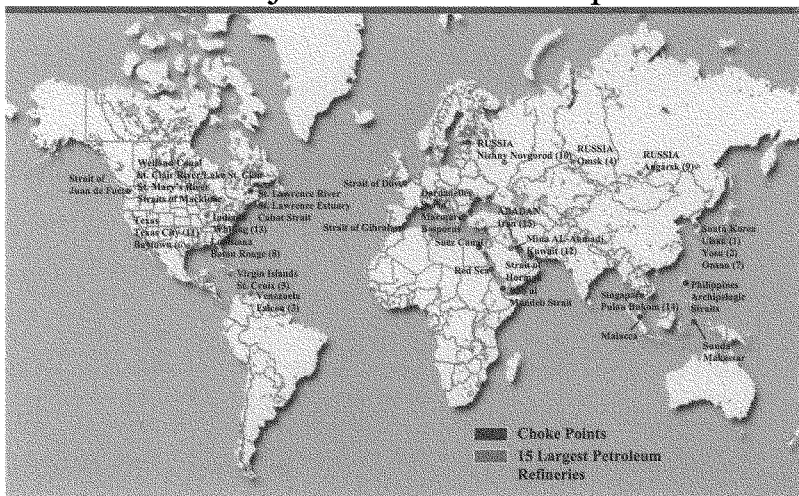 Welland Canal
St. Clair River/Lake St. Clair
St. Mary's River
Straits of Mackinac
Strait of
Juan de Fuca
St. Lawrence River
St. Lawrence Estuary
Cabot Strait
Texas
Texas City (11)
Baytown (6)
Indiana
Whiting (13)
Louisiana
Baton Rouge (8)
Virgin Islands
St. Croix (3)
Venezuela
Falcon (5)
Strait of Dover
Strait of Gibraltar
Dardanelles
Marmara
Bosporus
Suez Canal
Red Sea
RUSSIA
Nizhny Novgorod (10)
RUSSIA
Omsk (4)
RUSSIA
Angarsk (9)
ABADAN
Iran (15)
Mina AL-Ahmadi
Kuwait (12)
Strait of
Hormuz
Bab al
Mandeb Strait
South Korea
Ulsan (1)
Yosu (2)
Onsan (7)
Philippines
Archipelagic
Straits
Singapore
Pulau Bukom (14)
Malacca
Sunda
Makassar
Choke Points
15 Largest Petroleum
Refineries